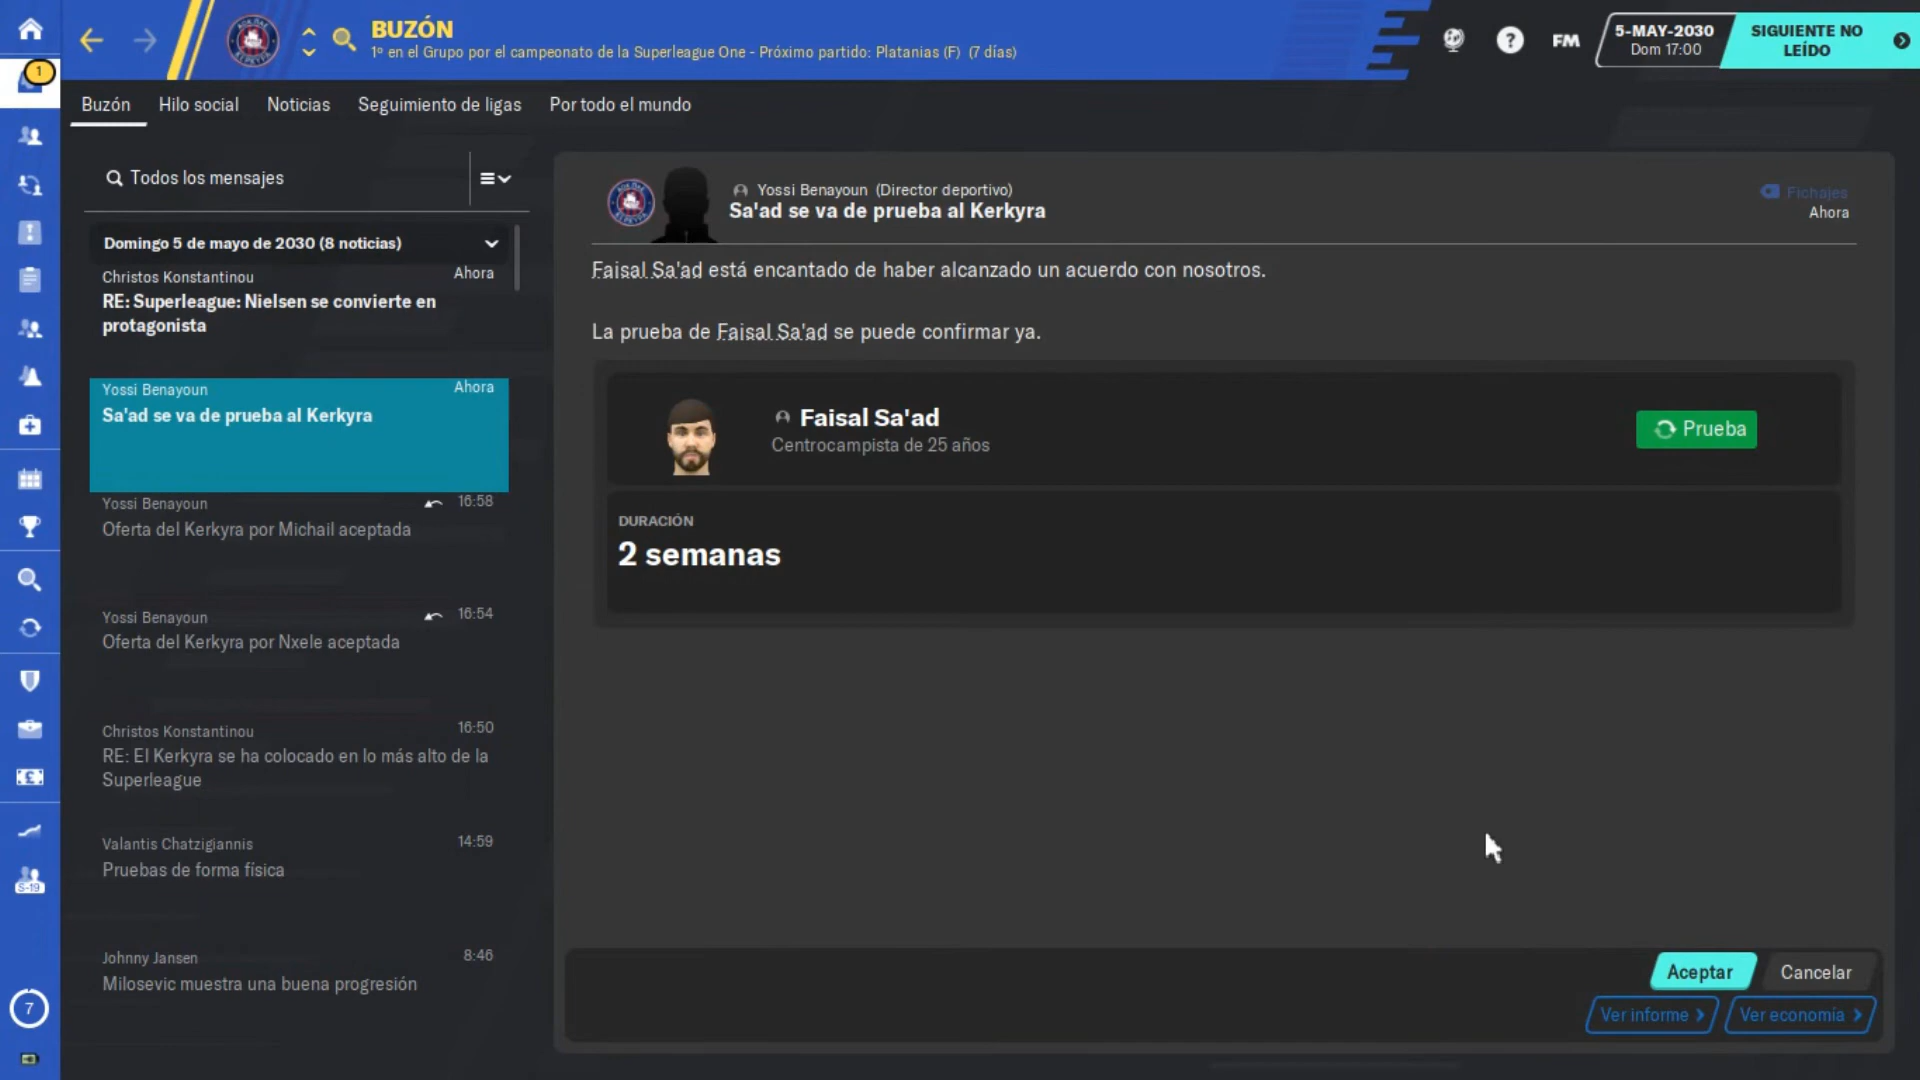 BUZÓN
1º en el Grupo por el campeonato de la Superleague One - Próximo partido: Platanias (F) (7 días)
FM
5-MAY-2030
Dom 17:00
SIGUIENTE NO
LEÍDO
1
Buzón
Hilo social
Noticias
Seguimiento de ligas
Por todo el mundo
Todos los mensajes
Domingo 5 de mayo de 2030 (8 noticias)
Christos Konstantinou
Ahora
RE: Superleague: Nielsen se convierte en
protagonista
Yossi Benayoun
Ahora
Sa'ad se va de prueba al Kerkyra
Yossi Benayoun
16:58
Oferta del Kerkyra por Michail aceptada
Yossi Benayoun
16:54
Oferta del Kerkyra por Nxele aceptada
Christos Konstantinou
16:50
RE: El Kerkyra se ha colocado en lo más alto de la
Superleague
Valantis Chatzigiannis
14:59
Pruebas de forma física
Johnny Jansen
8:46
Milosevic muestra una buena progresión
S-19
7
Yossi Benayoun (Director deportivo)
Sa'ad se va de prueba al Kerkyra
Fichajes
Ahora
Faisal Sa'ad está encantado de haber alcanzado un acuerdo con nosotros.
La prueba de Faisal Sa'ad se puede confirmar ya.
Faisal Sa'ad
Centrocampista de 25 años
Prueba
DURACIÓN
2 semanas
Aceptar
Cancelar
Ver informe
Ver economía